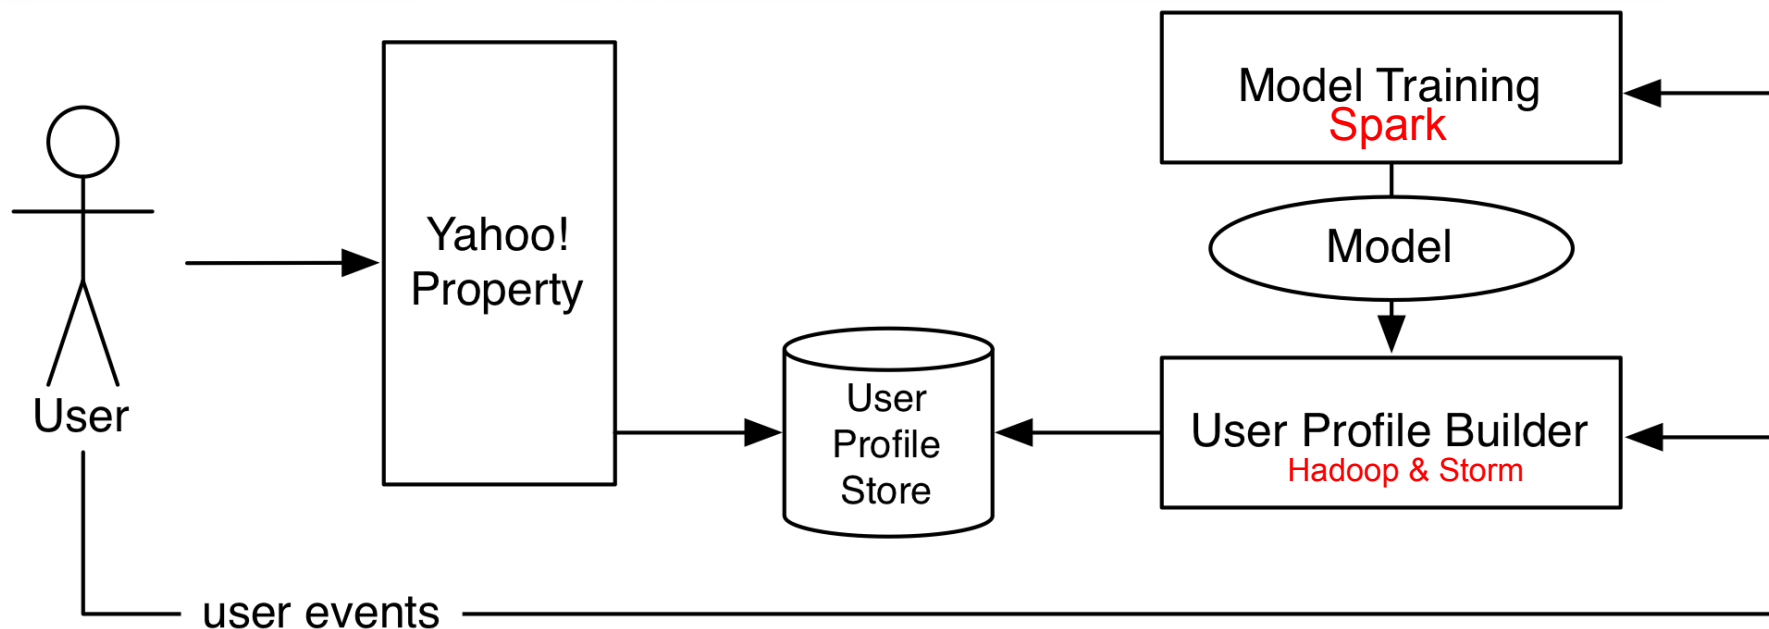 User
Yahoo!
Property
User
Profile
Store
Model Training
Spark
Model
User Profile Builder
Hadoop & Storm
user events